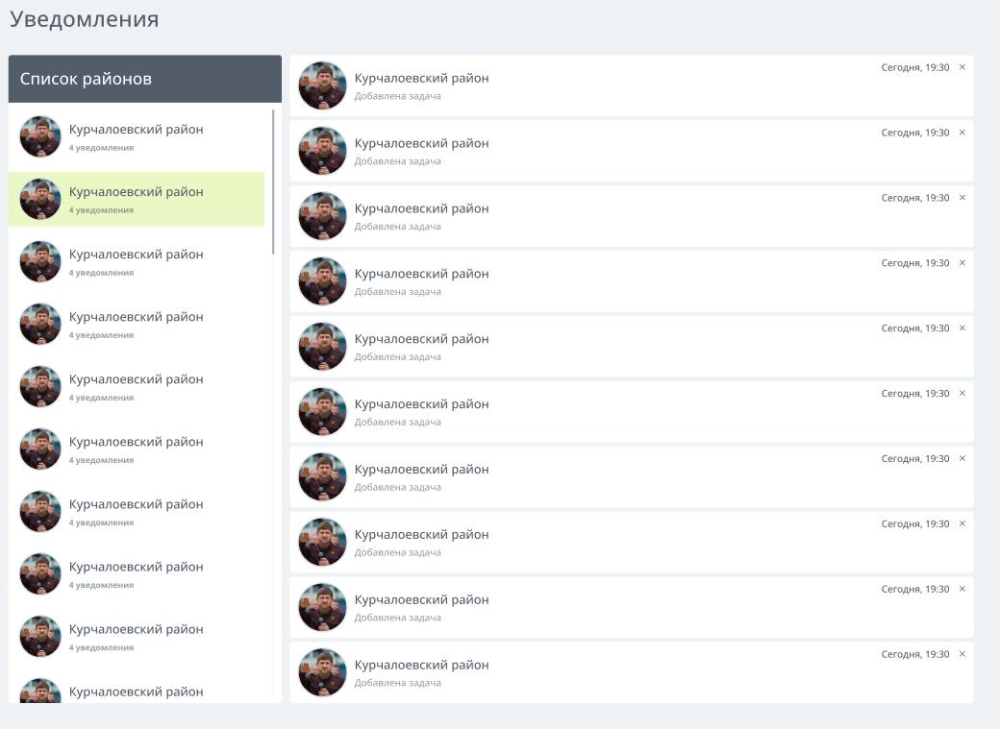 Уведомления
Список районов
Курчалоевский район
4 уведомления
Курчалоевский район
4 уведомления
Курчалоевский район
4 уведомления
Курчалоевский район
4 уведомления
Курчалоевский район
4 уведомления
Курчалоевский район
4 уведомления
Курчалоевский район
4 уведомления
Курчалоевский район
4 уведомления
Курчалоевский район
4 уведомления
Курчалоевский район
Курчалоевский район
Сегодня, 19:30 ×
Добавлена задача
Курчалоевский район
Сегодня, 19:30 ×
Добавлена задача
Курчалоевский район
Сегодня, 19:30 ×
Добавлена задача
Курчалоевский район
Сегодня, 19:30 ×
Добавлена задача
Курчалоевский район
Сегодня, 19:30 ×
Добавлена задача
Курчалоевский район
Сегодня, 19:30 ×
Добавлена задача
Курчалоевский район
Сегодня, 19:30 ×
Добавлена задача
Курчалоевский район
Сегодня, 19:30 ×
Добавлена задача
Курчалоевский район
Сегодня, 19:30 ×
Добавлена задача
Курчалоевский район
Сегодня, 19:30 ×
Добавлена задача